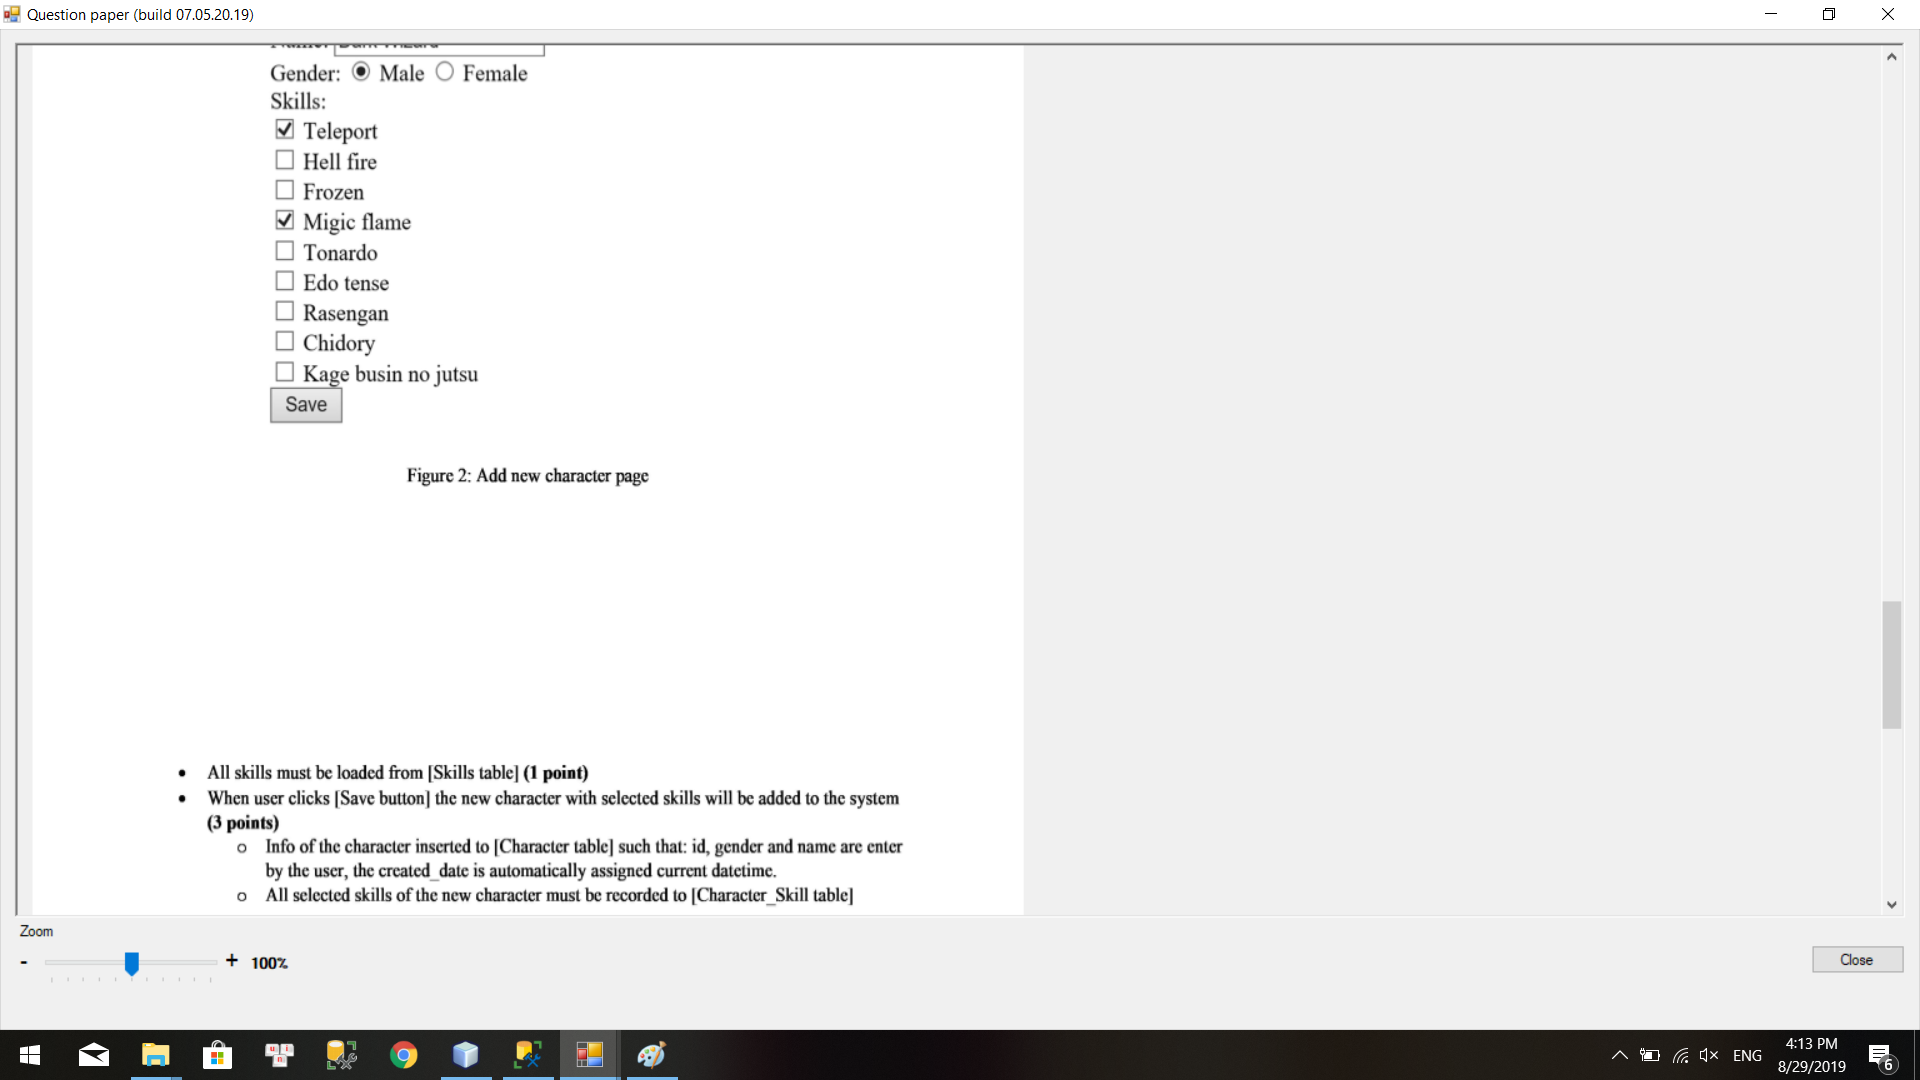 Question paper (build 07.05.20.19)
Gender: Male Female
Skills:
Teleport
Hell fire
Frozen
Migic flame
Tonardo
Edo tense
Rasengan
Chidory
Kage busin no jutsu
Save
Figure 2: Add new character page
• All skills must be loaded from [Skills table] (1 point)
• When user clicks [Save button] the new character with selected skills will be added to the system
(3 points)
o Info of the character inserted to [Character table] such that: id, gender and name are enter
by the user, the created_date is automatically assigned current datetime.
o All selected skills of the new character must be recorded to [Character_Skill table]
Zoom
- + 100%
Close
ENG
4:13 PM
8/29/2019
6